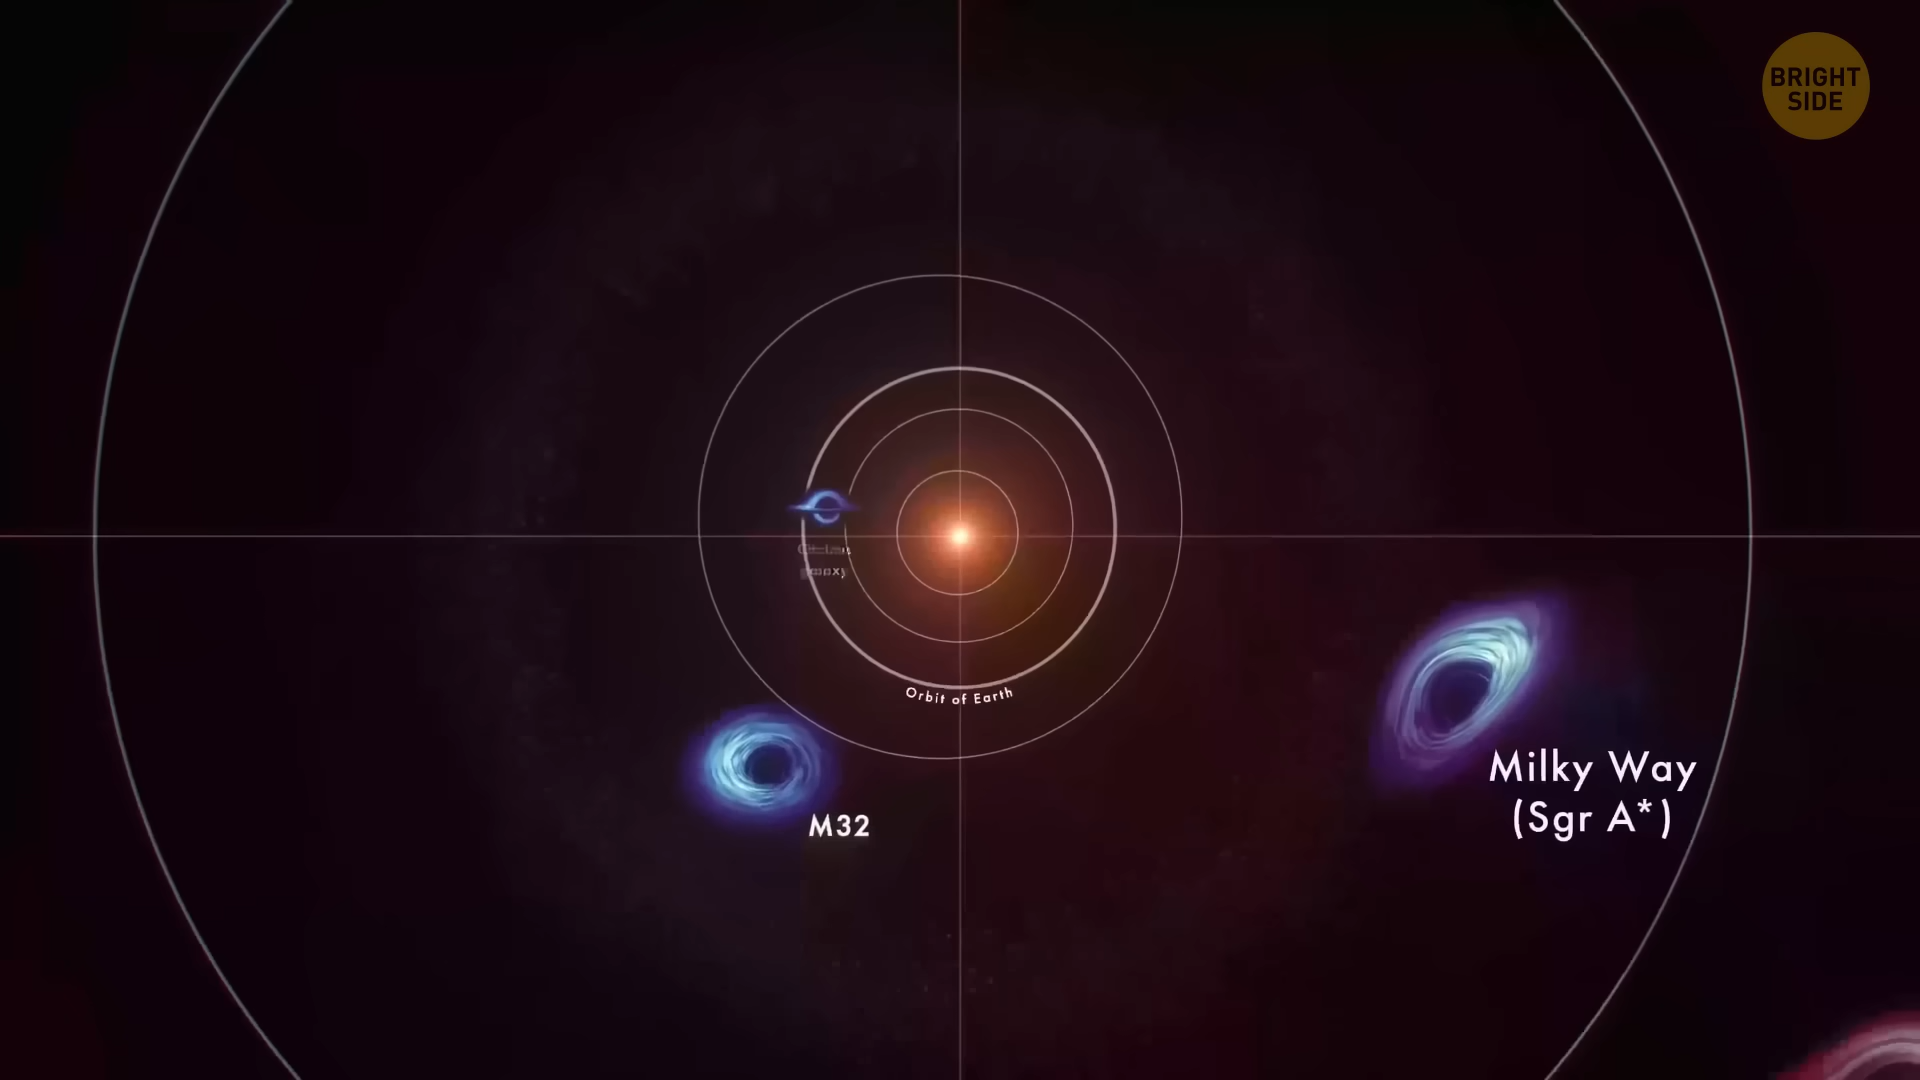 BRIGHT
SIDE
Orbit of Earth
M32
Milky Way
(Sgr A*)